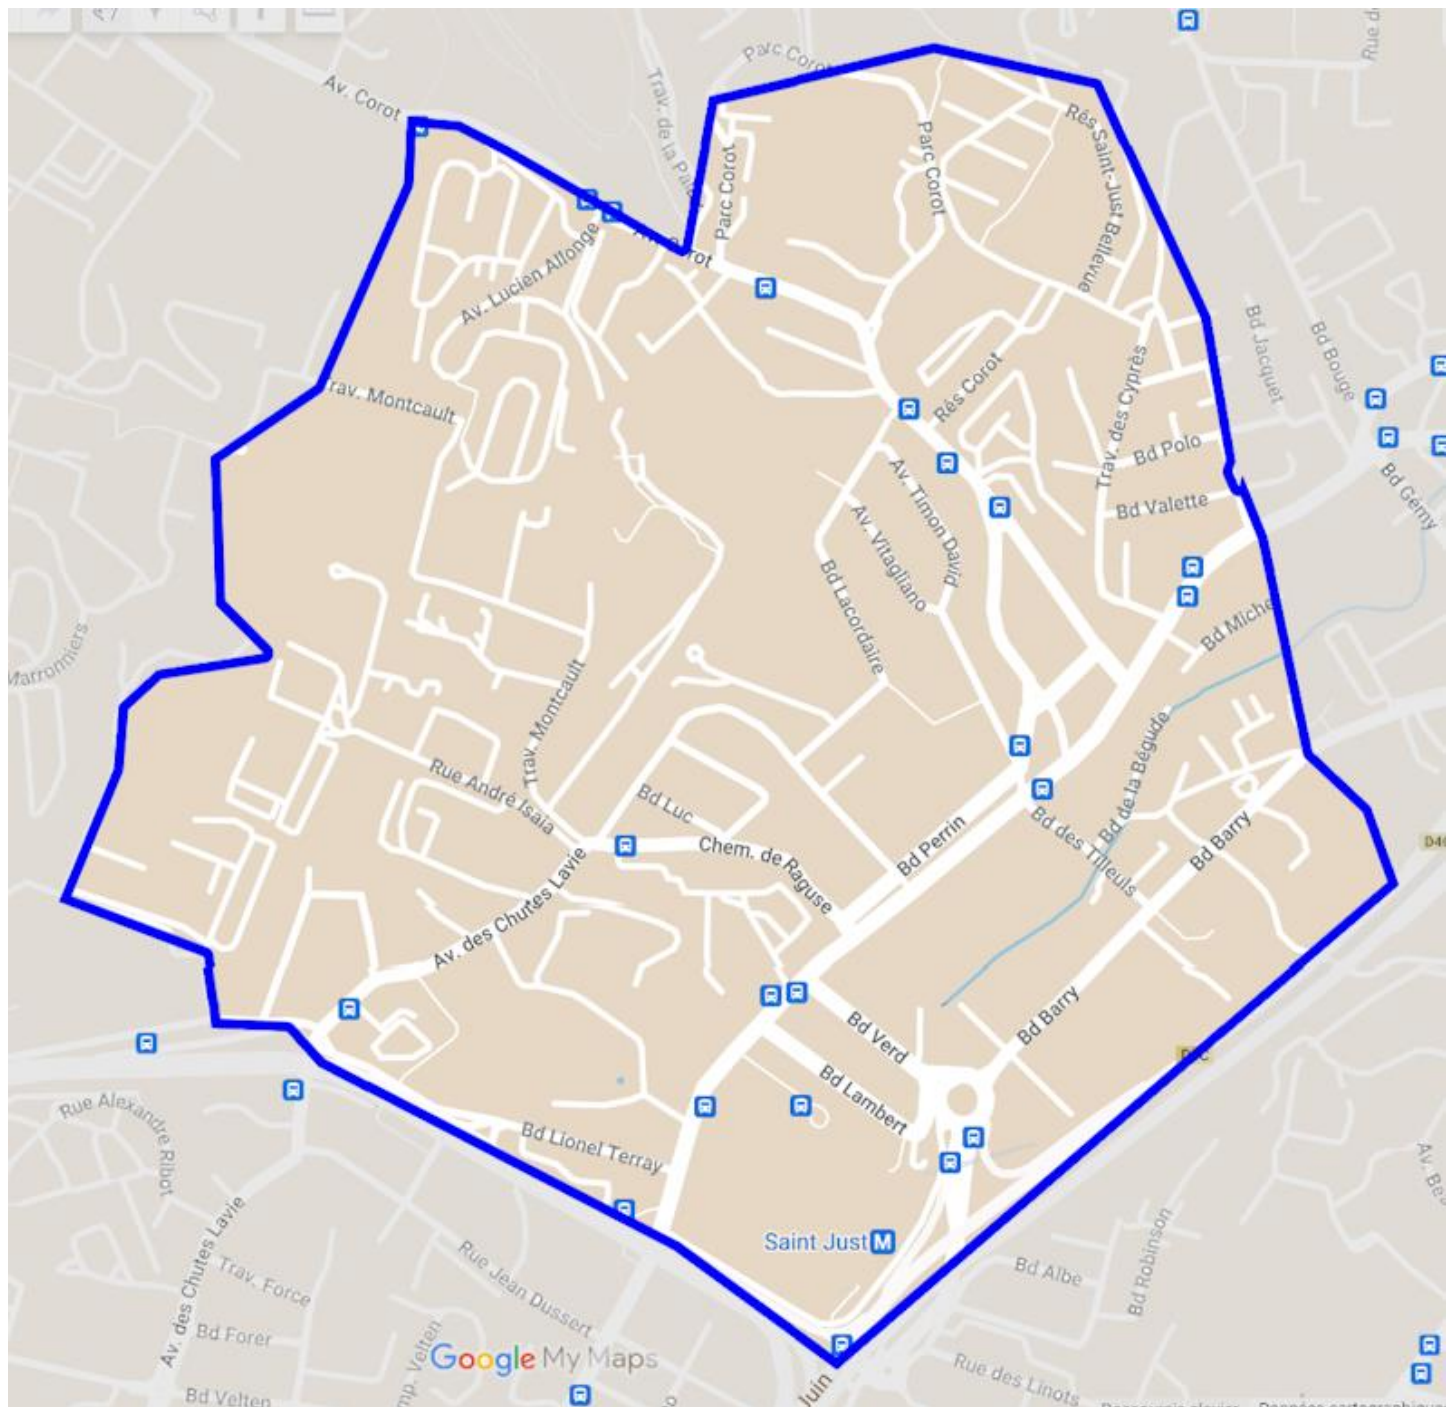 Av. Corot
Trav. de la Palud
Parc Corot
Parc Corot
Parc Corot
Rés Saint-Just Bellevue
Av. Corot
Av. Lucien Allonge
Trav. Montcault
Rés Corot
Trav. des Cyprès
Bd Jacquet
Bd Bouge
Bd Polo
Bd Valette
Bd Gémy
Av. Timon David
Av. Vitagliano
Bd Lacordaire
Bd Michel
Marronniers
Trav. Montcault
Rue André Isaia
Bd Luc
Chem. de Raguse
Bd Perrin
Bd de la Bégude
Bd des Tilleuls
Bd Barry
Av. des Chutes Lavie
Bd Barry
Bd Verd
Bd Lambert
Rue Alexandre Ribot
Bd Lionel Terray
Saint Just M
Av. des Chutes Lavie
Trav. Force
Bd Forer
Bd Velten
Rue Jean Dussert
Bd Albe
Bd Robinson
Rue des Linots
Juin
Google My Maps